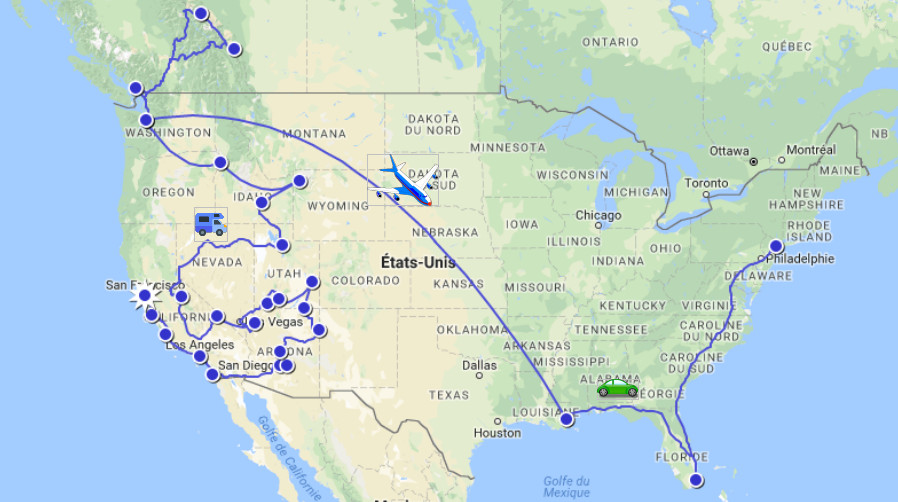 ONTARIO
QUÉBEC
NB
WASHINGTON
MONTANA
DAKOTA
DU NORD
MINNESOTA
Ottawa
Montréal
MAINE
DAKOTA
SUD
WISCONSIN
MICHIGAN
Toronto
NEW
HAMPSHIRE
OREGON
IDAHO
WYOMING
IOWA
Chicago
RHODE
ISLAND
NEBRASKA
ILLINOIS
INDIANA
OHIO
Philadelphie
NEVADA
UTAH
COLORADO
États-Unis
KANSAS
MISSOURI
DELAWARE
San Francisco
KENTUCKY
VIRGINIE
CALIFORNIE
Vegas
OKLAHOMA
TENNESSEE
CAROLINE
DU NORD
Los Angeles
ARIZONA
ARKANSAS
MISSISSIPPI
CAROLINE
DU SUD
San Diego
Dallas
ALABAMA
GÉORGIE
TEXAS
LOUISIANE
Houston
FLORIDE
Golfe de Californie
Golfe du
Mexique